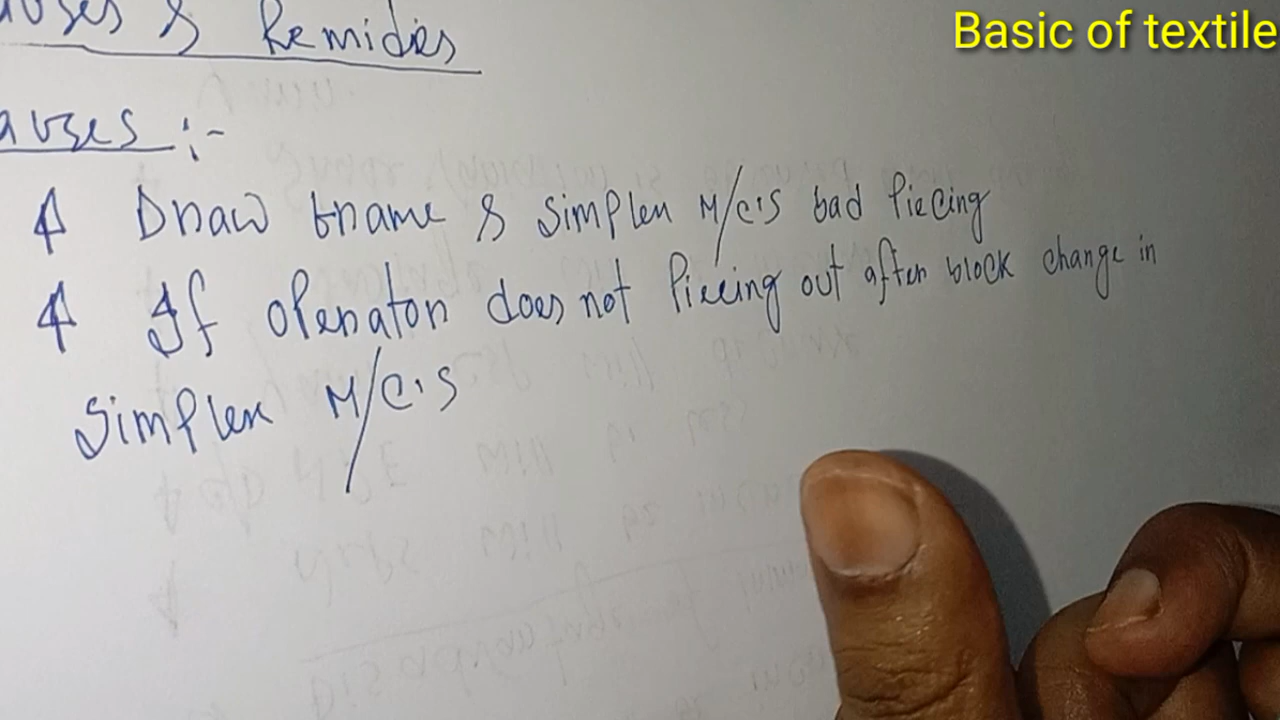 Basic of textile
& Remidies
auses :-
Draw frame & Simplex M/C'S bad Piecing
If Operator does not Piecing out after block change in
Simplex M/C'S